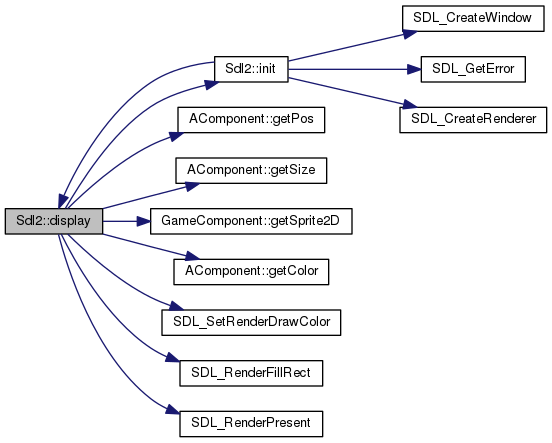 SDL_CreateWindow
Sdl2::init
SDL_GetError
SDL_CreateRenderer
AComponent::getPos
AComponent::getSize
Sdl2::display
GameComponent::getSprite2D
AComponent::getColor
SDL_SetRenderDrawColor
SDL_RenderFillRect
SDL_RenderPresent